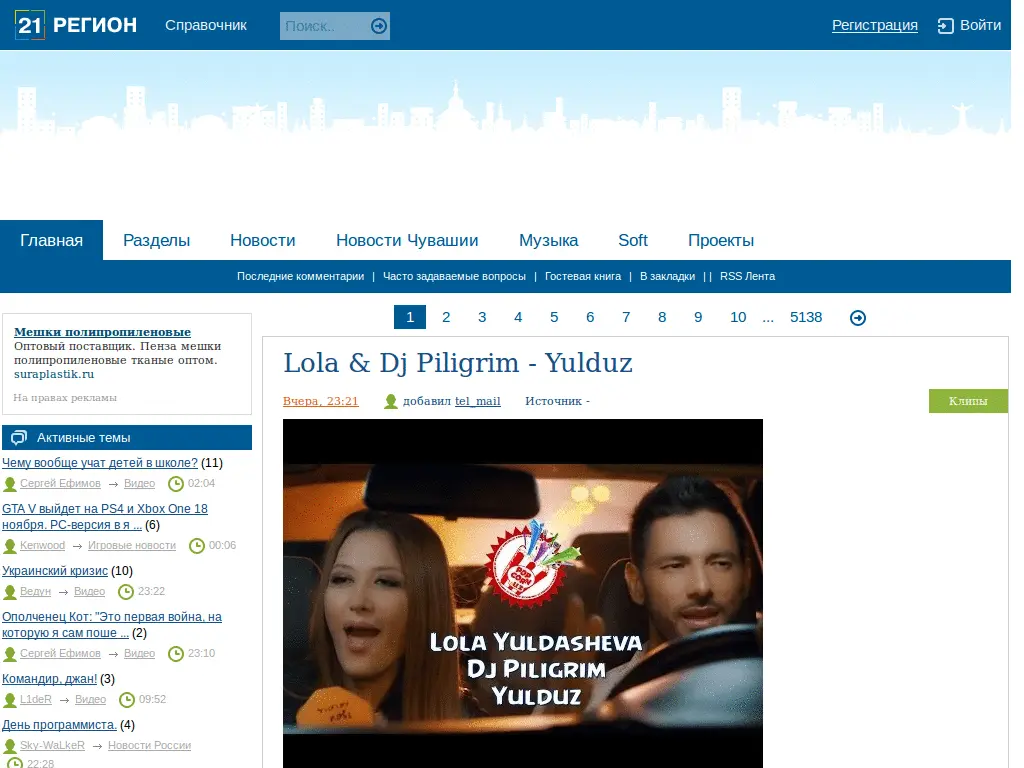 21 РЕГИОН
Справочник
Поиск..
Регистрация
Войти
Главная
Разделы
Новости
Новости Чувашии
Музыка
Soft
Проекты
Последние комментарии | Часто задаваемые вопросы | Гостевая книга | В закладки | | RSS Лента
1 2 3 4 5 6 7 8 9 10 ... 5138
Мешки полипропиленовые
Оптовый поставщик. Пенза мешки
полипропиленовые тканые оптом.
suraplastik.ru
На правах рекламы
Активные темы
Чему вообще учат детей в школе? (11)
Сергей Ефимов → Видео 02:04
GTA V выйдет на PS4 и Xbox One 18
ноября. PC-версия в я ... (6)
Kenwood → Игровые новости 00:06
Украинский кризис (10)
Ведун → Видео 23:22
Ополченец Кот: "Это первая война, на
которую я сам поше ... (2)
Сергей Ефимов → Видео 23:10
Командир, джан! (3)
L1deR → Видео 09:52
День программиста. (4)
Sky-WaLkeR → Новости России
22:28
Lola & Dj Piligrim - Yulduz
Вчера, 23:21
добавил tel_mail
Источник -
Клипы
POP
CORN
UZ
Lola Yuldasheva
Dj Piligrim
Yulduz